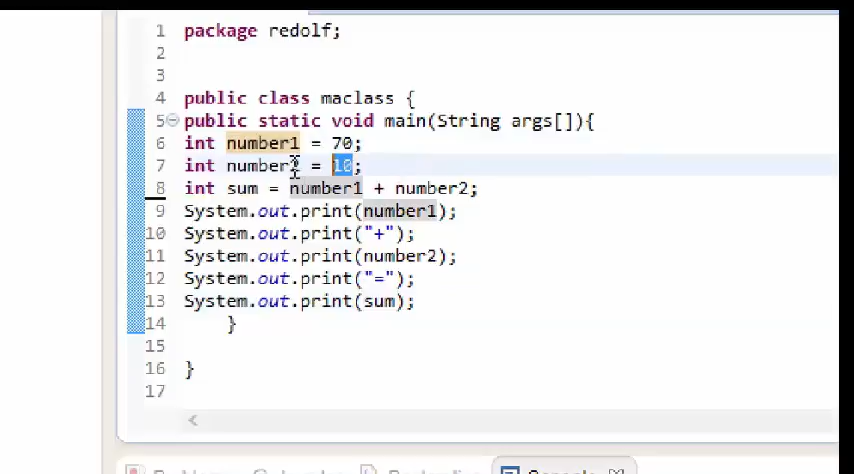 1 package redolf;
2
3
4 public class maclass {
5 public static void main(String args[]){
6 int number1 = 70;
7 int number2 = 10;
8 int sum = number1 + number2;
9 System.out.print(number1);
10 System.out.print("+");
11 System.out.print(number2);
12 System.out.print("=");
13 System.out.print(sum);
14 }
15
16 }
17